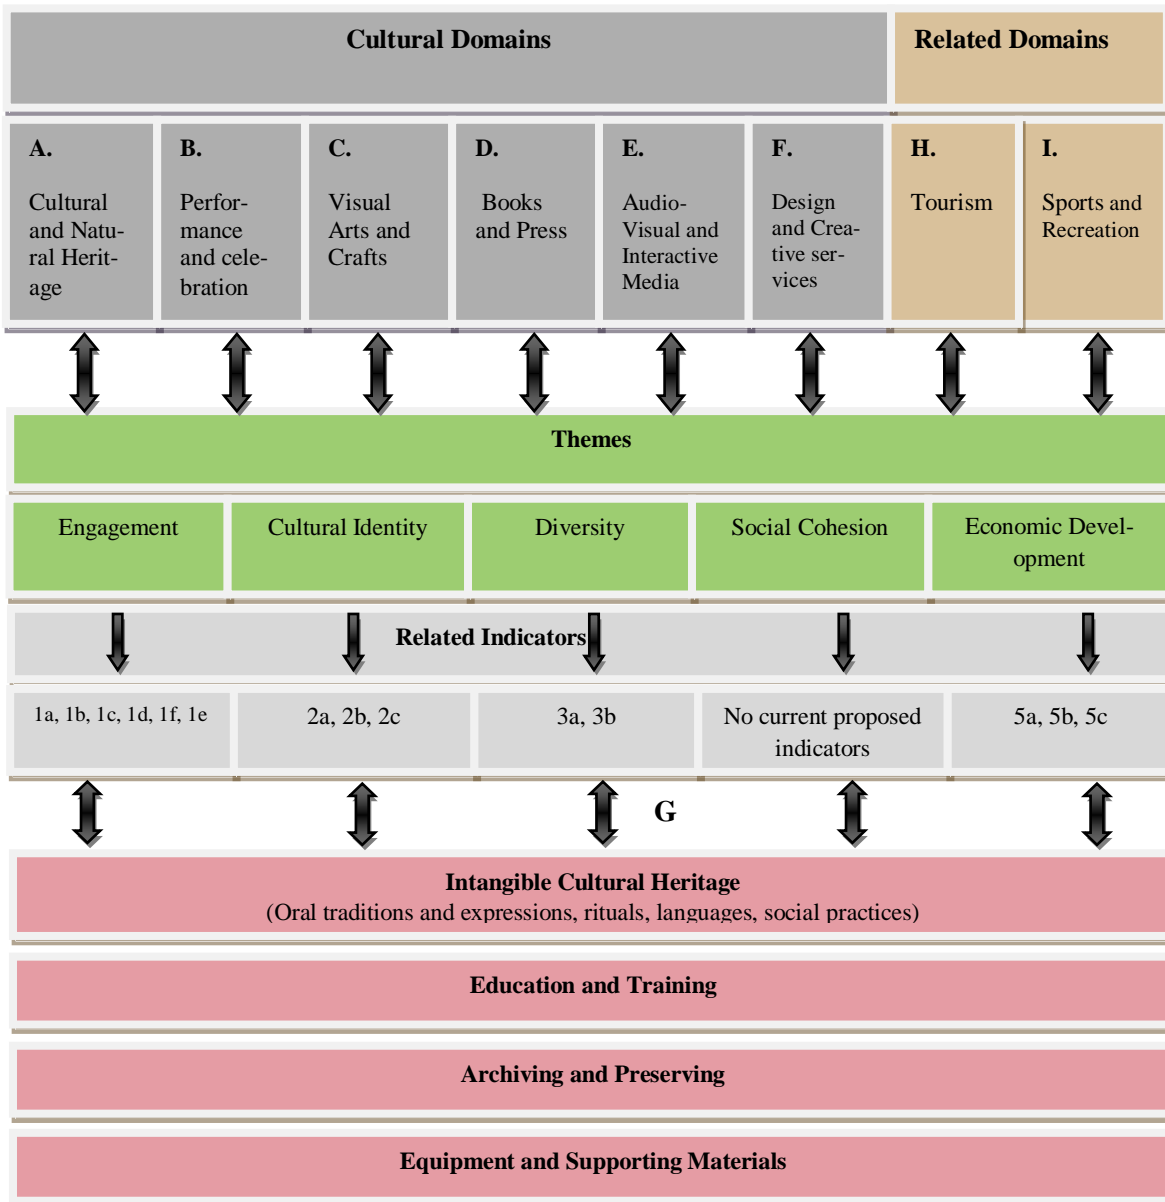 Cultural Domains
Related Domains
A.
Cultural
and Natu-
ral Herit-
age
B.
Perfor-
mance
and cele-
bration
C.
Visual
Arts and
Crafts
D.
Books
and Press
E.
Audio-
Visual and
Interactive
Media
F.
Design
and Crea-
tive ser-
vices
H.
Tourism
I.
Sports and
Recreation
Themes
Engagement
Cultural Identity
Diversity
Social Cohesion
Economic Devel-
opment
Related Indicators
1a, 1b, 1c, 1d, 1f, 1e
2a, 2b, 2c
3a, 3b
No current proposed
indicators
5a, 5b, 5c
G
Intangible Cultural Heritage
(Oral traditions and expressions, rituals, languages, social practices)
Education and Training
Archiving and Preserving
Equipment and Supporting Materials